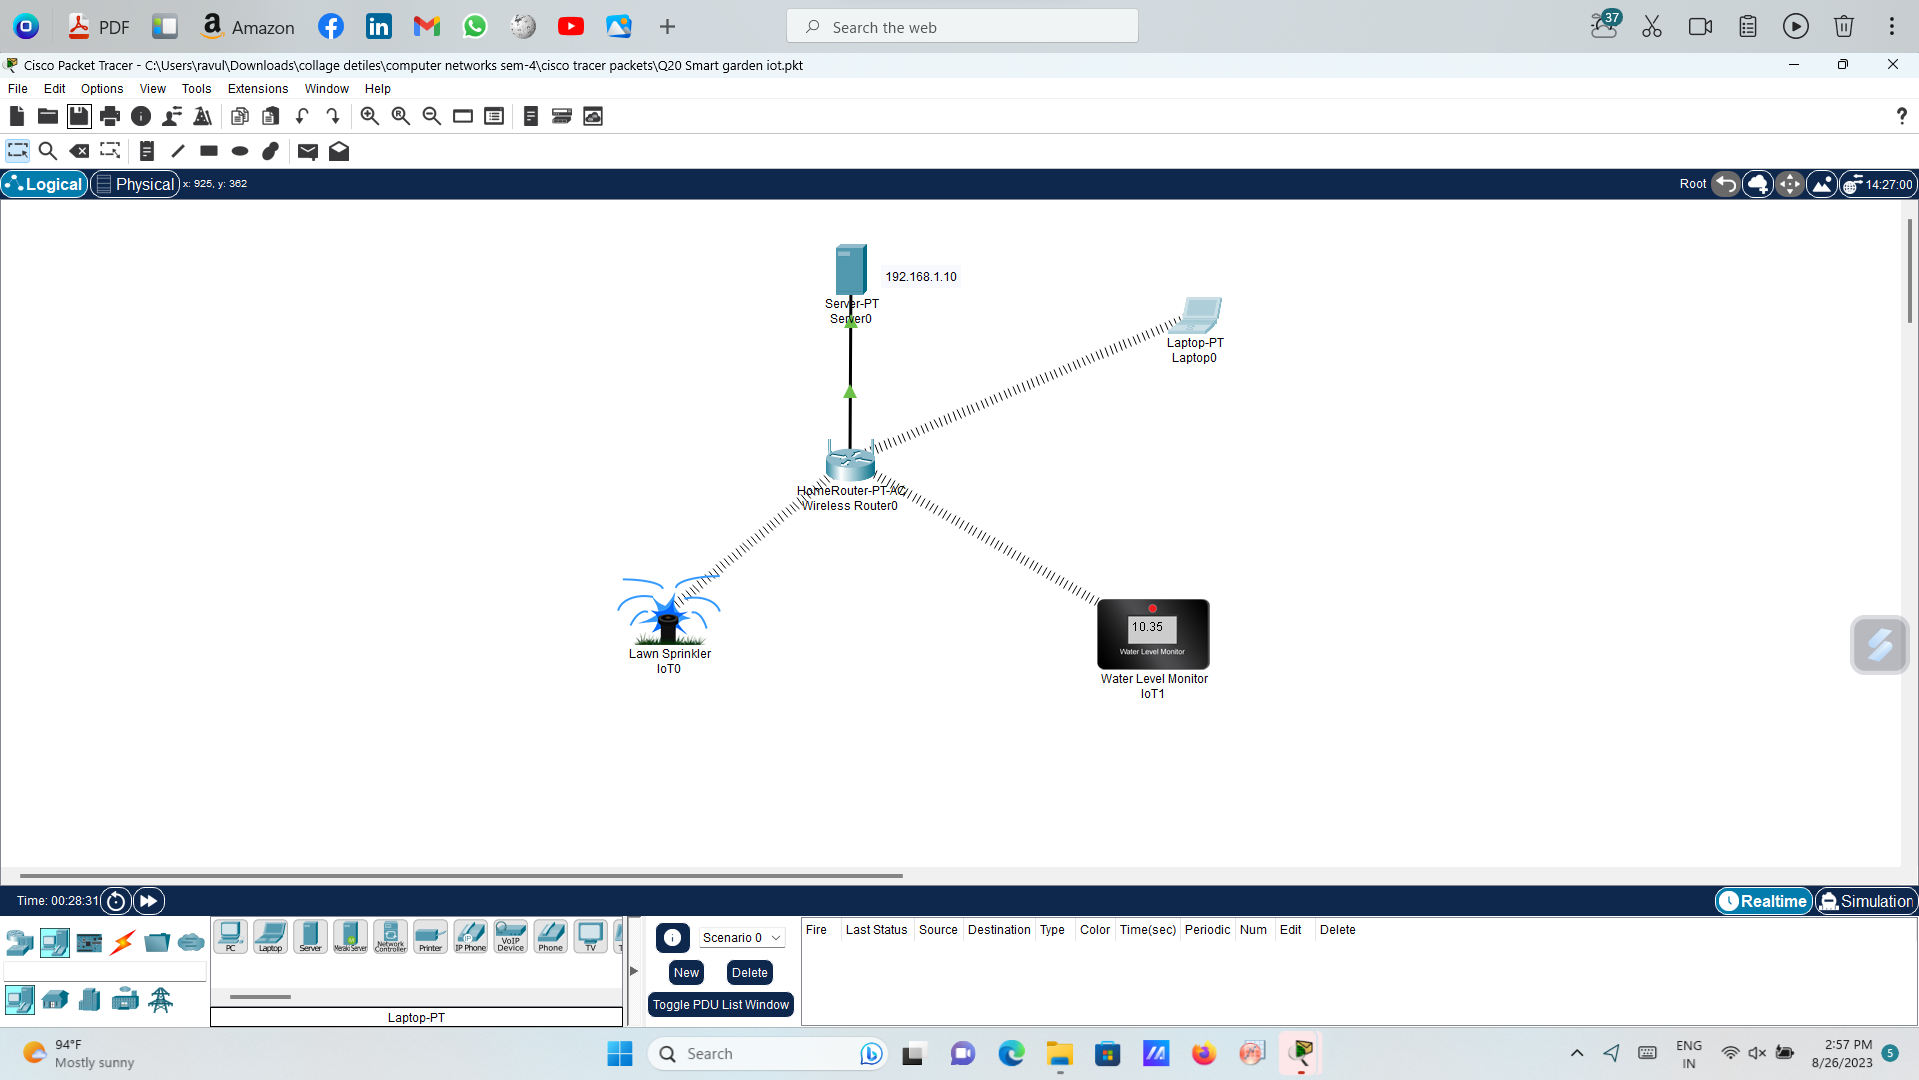 PDF
Amazon
Search the web
37
Cisco Packet Tracer - C:\Users\ravul\Downloads\collage detiles\computer networks sem-4\cisco tracer packets\Q20 Smart garden iot.pkt
File Edit Options View Tools Extensions Window Help
Logical Physical x: 925, y: 362
Root 14:27:00
192.168.1.10
Server-PT
Server0
Laptop-PT
Laptop0
HomeRouter-PT-AC
Wireless Router0
Lawn Sprinkler
IoT0
10.35
Water Level Monitor
Water Level Monitor
IoT1
Time: 00:28:31
Realtime Simulation
PC Laptop Server Meraki Server Network Controller Printer IP Phone VoIP Device Phone TV
Laptop-PT
Scenario 0
New Delete
Toggle PDU List Window
Fire Last Status Source Destination Type Color Time(sec) Periodic Num Edit Delete
94°F
Mostly sunny
Search
ENG
IN
2:57 PM
8/26/2023
5